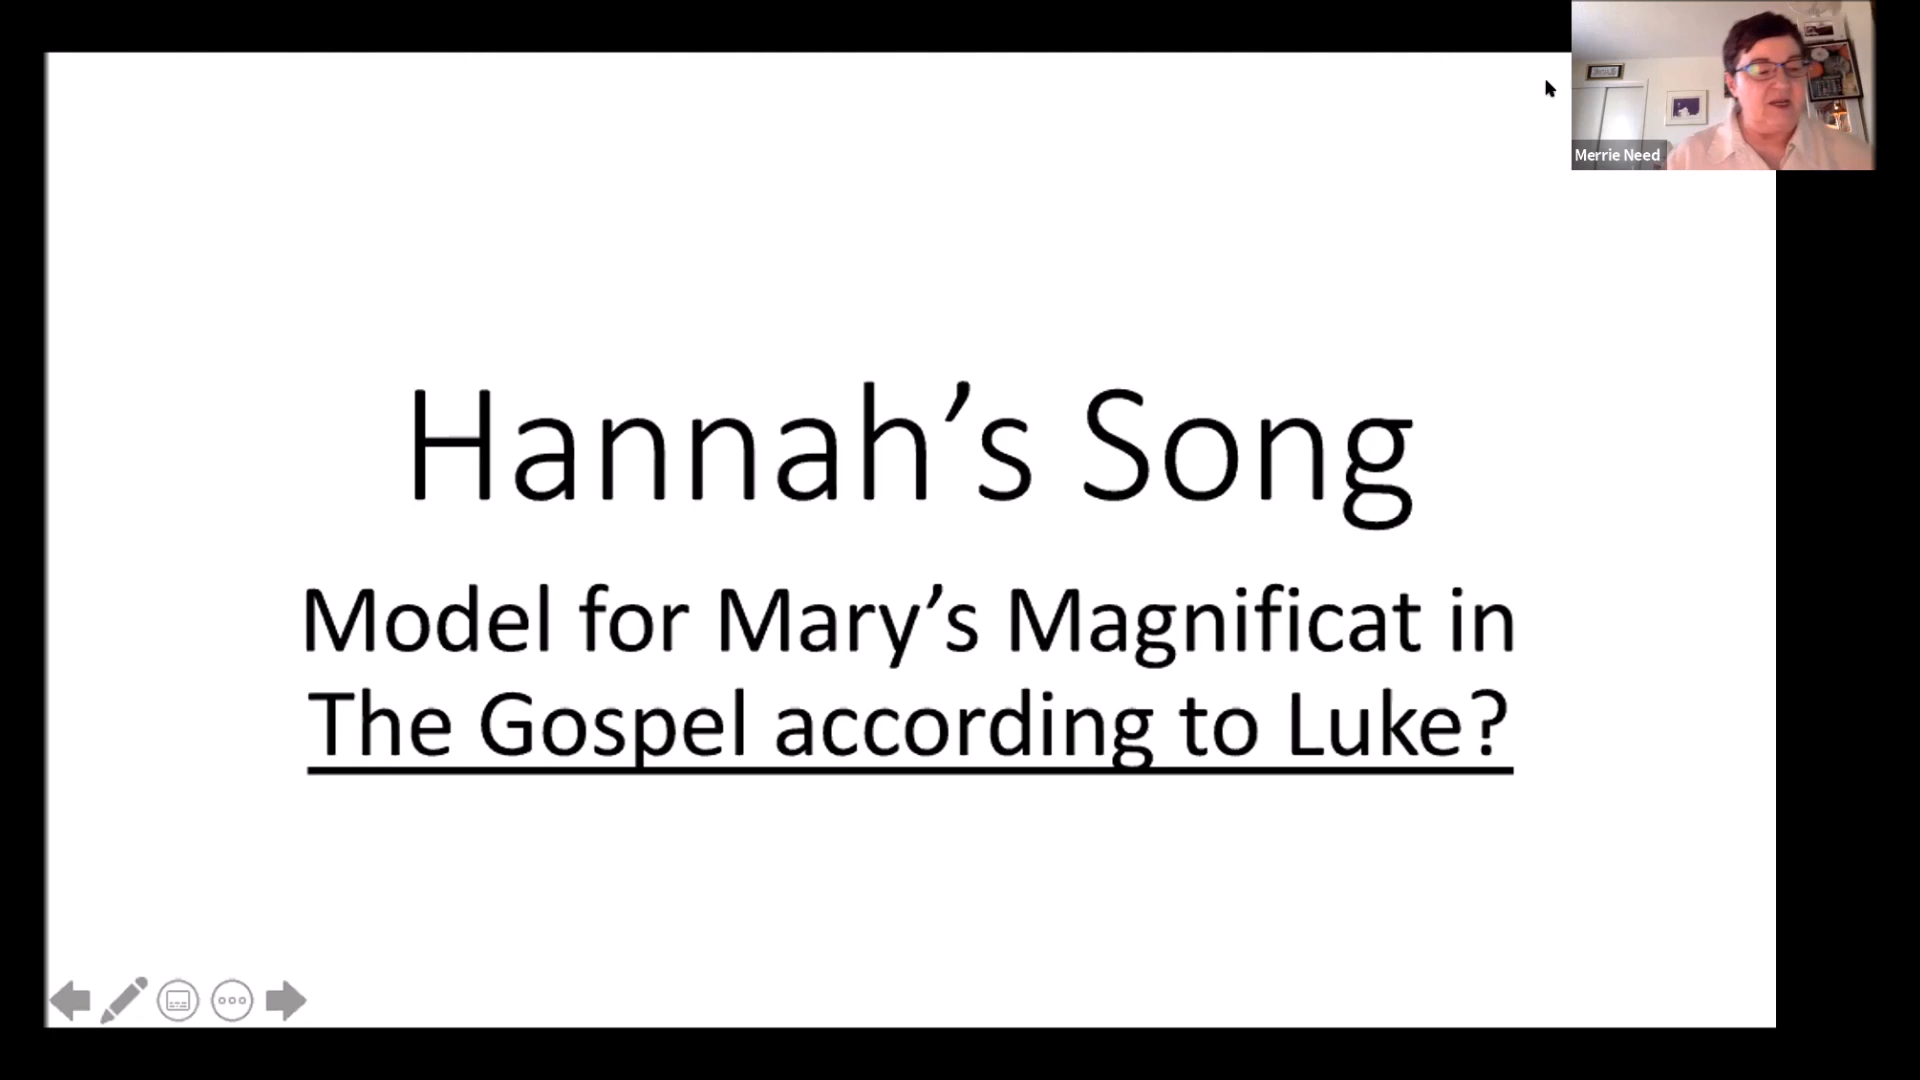 Merrie Need
Hannah’s Song
Model for Mary’s Magnificat in
The Gospel according to Luke?